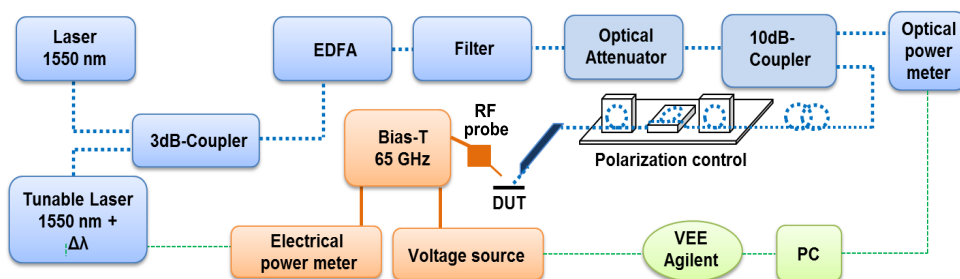 Laser
1550 nm
EDFA
Filter
Optical
Attenuator
10dB-
Coupler
Optical
power
meter
3dB-Coupler
Bias-T
65 GHz
RF
probe
Polarization control
DUT
Tunable Laser
1550 nm +
Δλ
Electrical
power meter
Voltage source
VEE
Agilent
PC